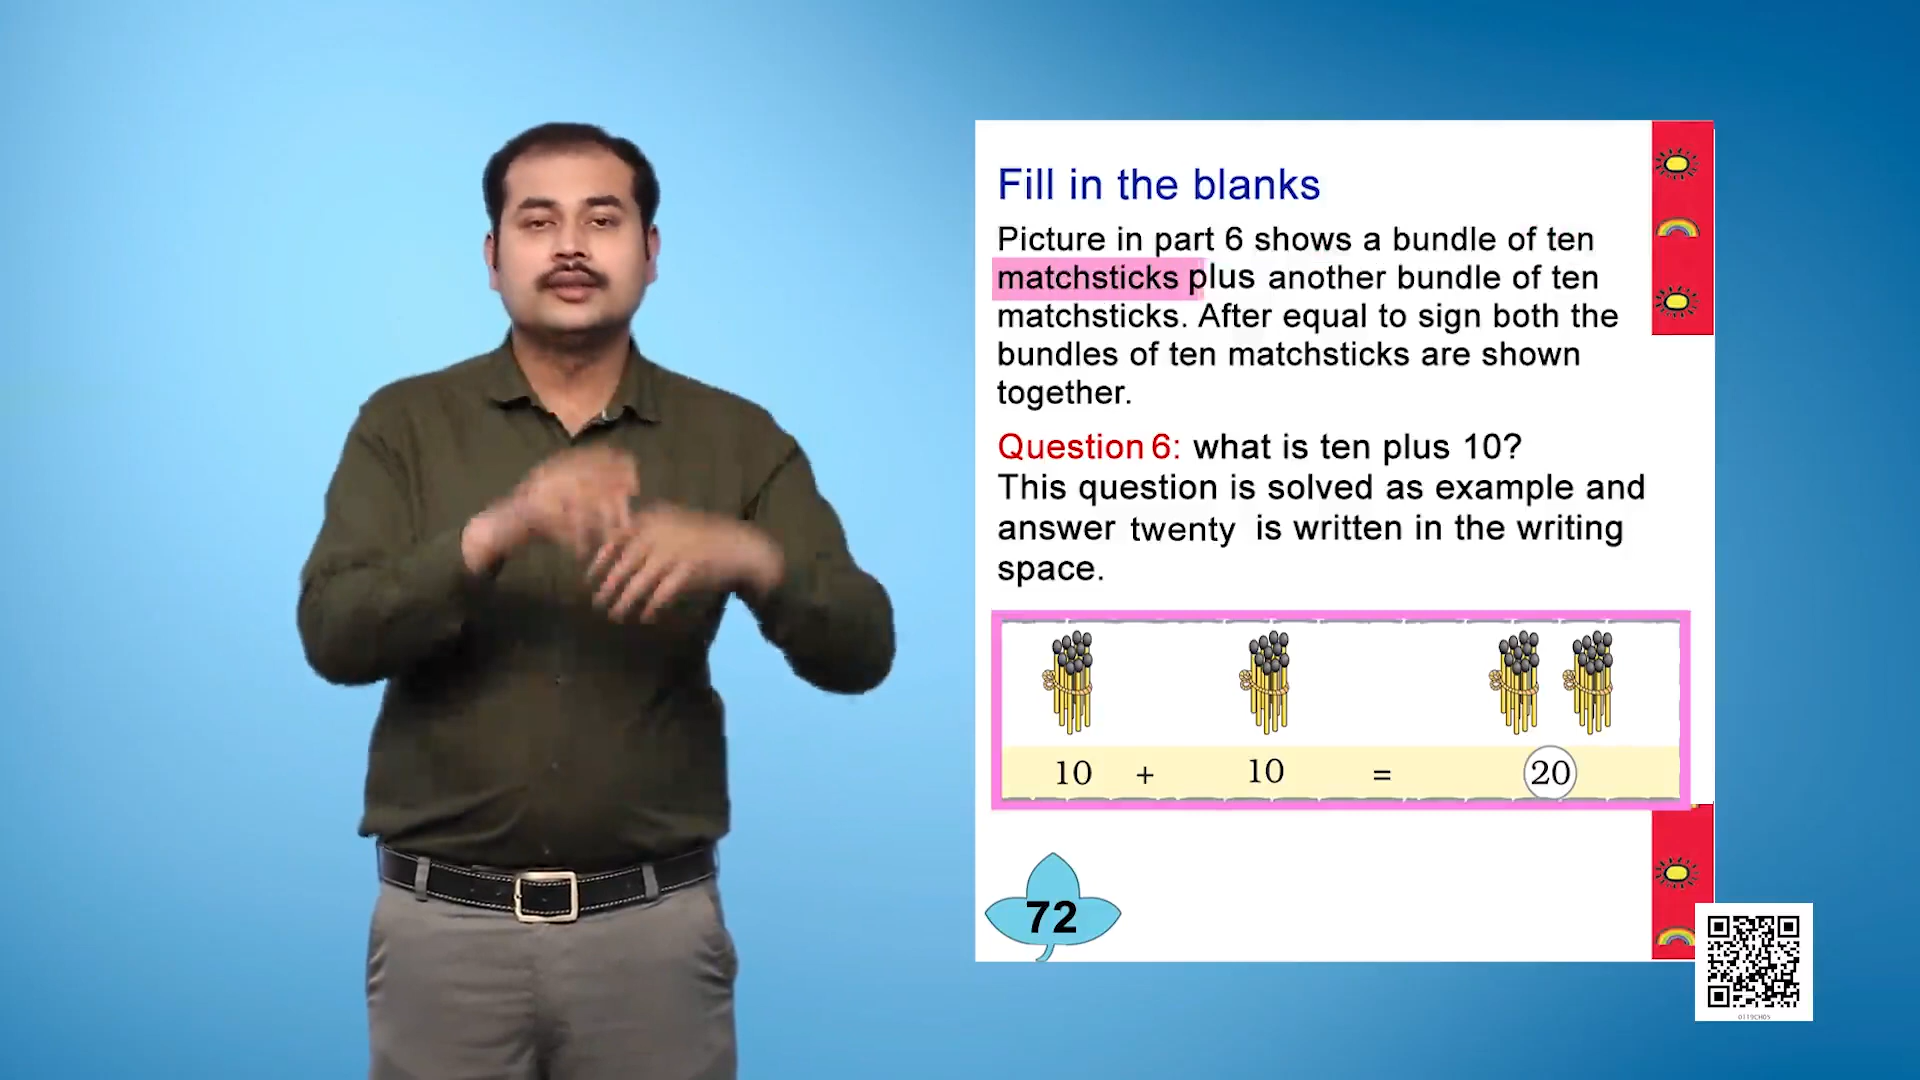 Fill in the blanks
Picture in part 6 shows a bundle of ten
matchsticks plus another bundle of ten
matchsticks. After equal to sign both the
bundles of ten matchsticks are shown
together.
Question 6: what is ten plus 10?
This question is solved as example and
answer twenty is written in the writing
space.
10 + 10 = 20
72
0119CH05